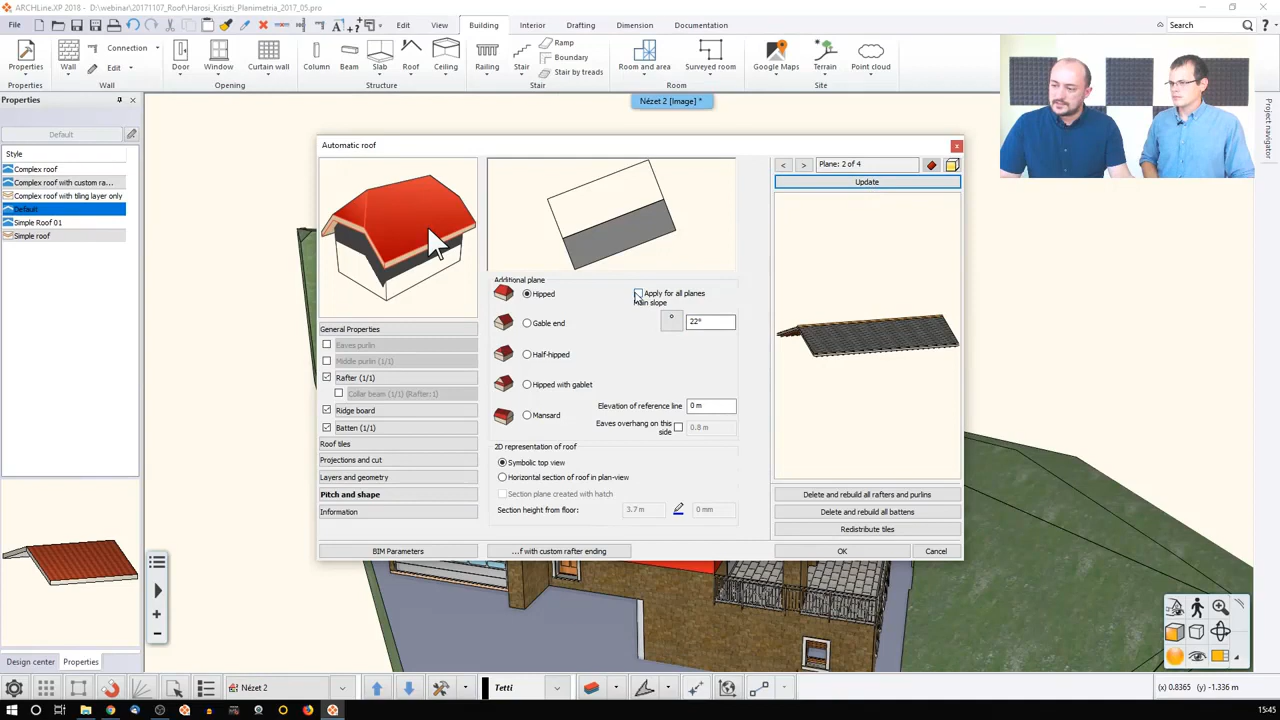 ARCHLine.XP 2018 - D:\webinar\20171107_Roof\Harosi_Kriszti_Planimetria_2017_05.pro
Edit
View
Building
Interior
Drafting
Dimension
Documentation
Search
Properties
Wall
Connection
Edit
Door
Window
Curtain wall
Column
Beam
Slab
Roof
Ceiling
Railing
Stair
Ramp
Boundary
Stair by treads
Room and area
Surveyed room
Google Maps
Terrain
Point cloud
Properties
Wall
Opening
Structure
Stair
Room
Site
Properties
Nézet 2 [Image] *
Project navigator
Default
Style
Complex roof
Complex roof with custom ra...
Complex roof with tiling layer only
Default
Simple Roof 01
Simple roof
Automatic roof
< > Plane: 2 of 4
Update
Additional plane
Hipped
Apply for all planes
Main slope
22°
Gable end
Half-hipped
Hipped with gablet
Mansard
Elevation of reference line 0 m
Eaves overhang on this side 0.8 m
General Properties
Eaves purlin
Middle purlin (1/1)
Rafter (1/1)
Collar beam (1/1) (Rafter:1)
Ridge board
Batten (1/1)
Roof tiles
Projections and cut
Layers and geometry
Pitch and shape
Information
2D representation of roof
Symbolic top view
Horizontal section of roof in plan-view
Section plane created with hatch
Section height from floor: 3.7 m 0 mm
Delete and rebuild all rafters and purlins
Delete and rebuild all battens
Redistribute tiles
BIM Parameters
...f with custom rafter ending
OK
Cancel
Design center
Properties
Nézet 2
Tetti
(x) 0.8365 (y) -1.336 m
15:45